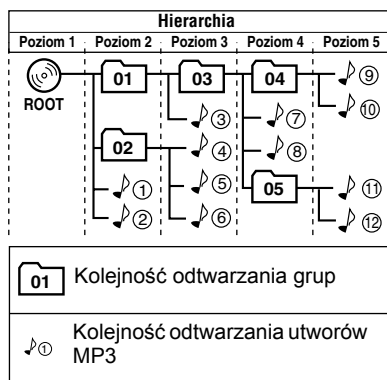 Hierarchia
Poziom 1 Poziom 2 Poziom 3 Poziom 4 Poziom 5
01 03 04 ⑨
ROOT ③ ⑦ ⑩
02 ④ ⑧
① ⑤ 05 ⑪
② ⑥ ⑫
01 Kolejność odtwarzania grup
① Kolejność odtwarzania utworów
MP3